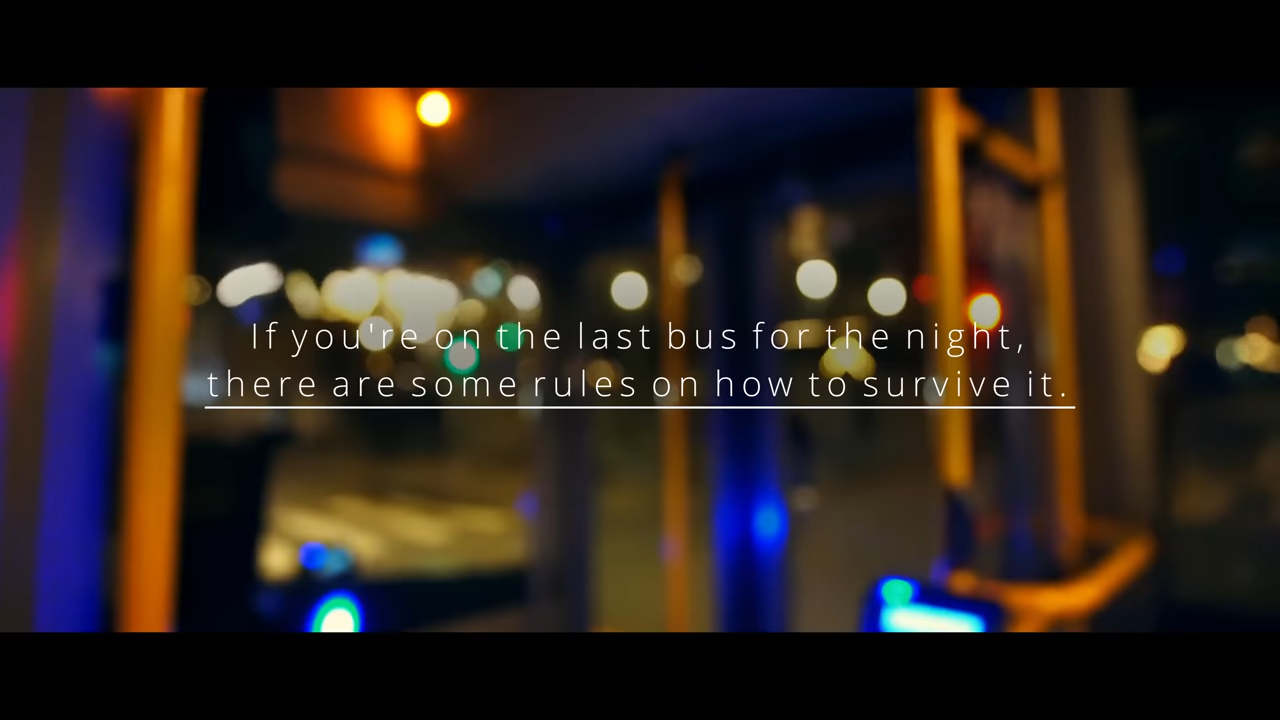 If you're on the last bus for the night,
there are some rules on how to survive it.